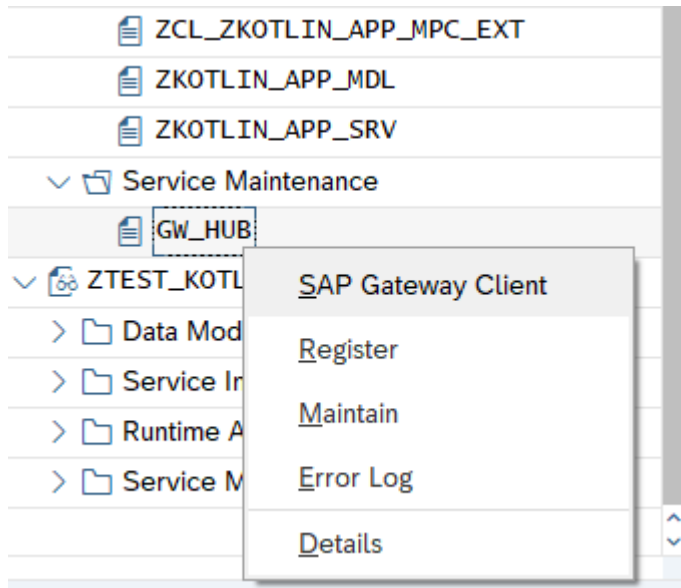 ZCL_ZKOTLIN_APP_MPC_EXT
ZKOTLIN_APP_MDL
ZKOTLIN_APP_SRV
Service Maintenance
GW_HUB
SAP Gateway Client
ZTEST_KOTL
Data Mod
Register
Service In
Maintain
Runtime A
Error Log
Service M
Details